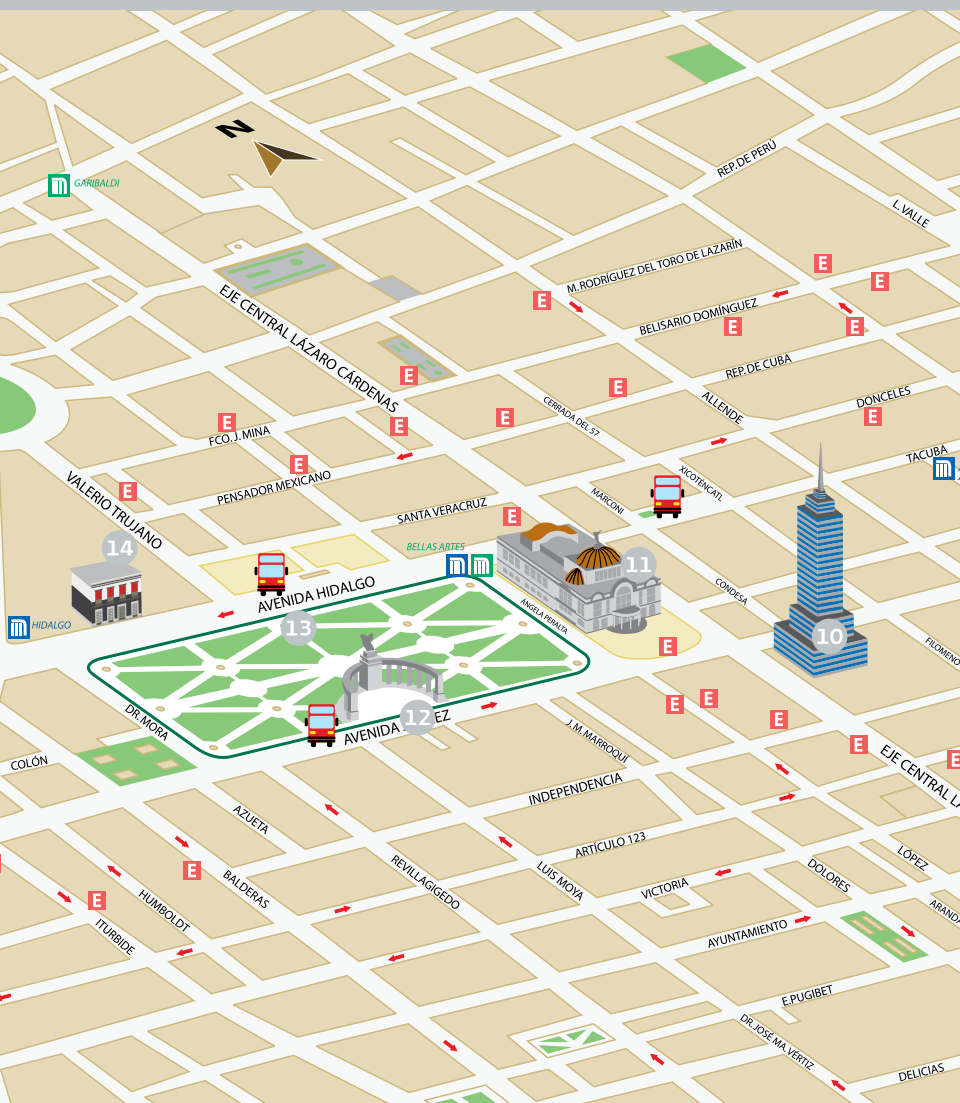 N
REP. DE PERÚ
GARIBALDI
L. VALLE
M. RODRÍGUEZ DEL TORO DE LAZARÍN
E
E
E
EJE CENTRAL LÁZARO CÁRDENAS
BELISARIO DOMÍNGUEZ
E
E
REP. DE CUBA
E
E
DONCELES
ALLENDE
CERRADA DEL 57
E
E
E
E
FCO. J. MINA
TACUBA
E
PENSADOR MEXICANO
XICOTÉNCATL
VALERIO TRUJANO
E
MARCONI
SANTA VERACRUZ
E
BELLAS ARTES
14
11
CONDESA
AVENIDA HIDALGO
ANGELA PERALTA
HIDALGO
13
10
E
FILOMENO
E
E
12
E
DR. MORA
AVENIDA
EZ
J.M. MARROQUÍ
E
E
COLÓN
EJE CENTRAL LA
INDEPENDENCIA
AZUETA
ARTÍCULO 123
LÓPEZ
E
BALDERAS
REVILLAGIGEDO
LUIS MOYA
VICTORIA
DOLORES
E
HUMBOLDT
ARANDA
ITURBIDE
AYUNTAMIENTO
E. PUGIBET
DR. JOSÉ MA. VÉRTIZ
DELICIAS